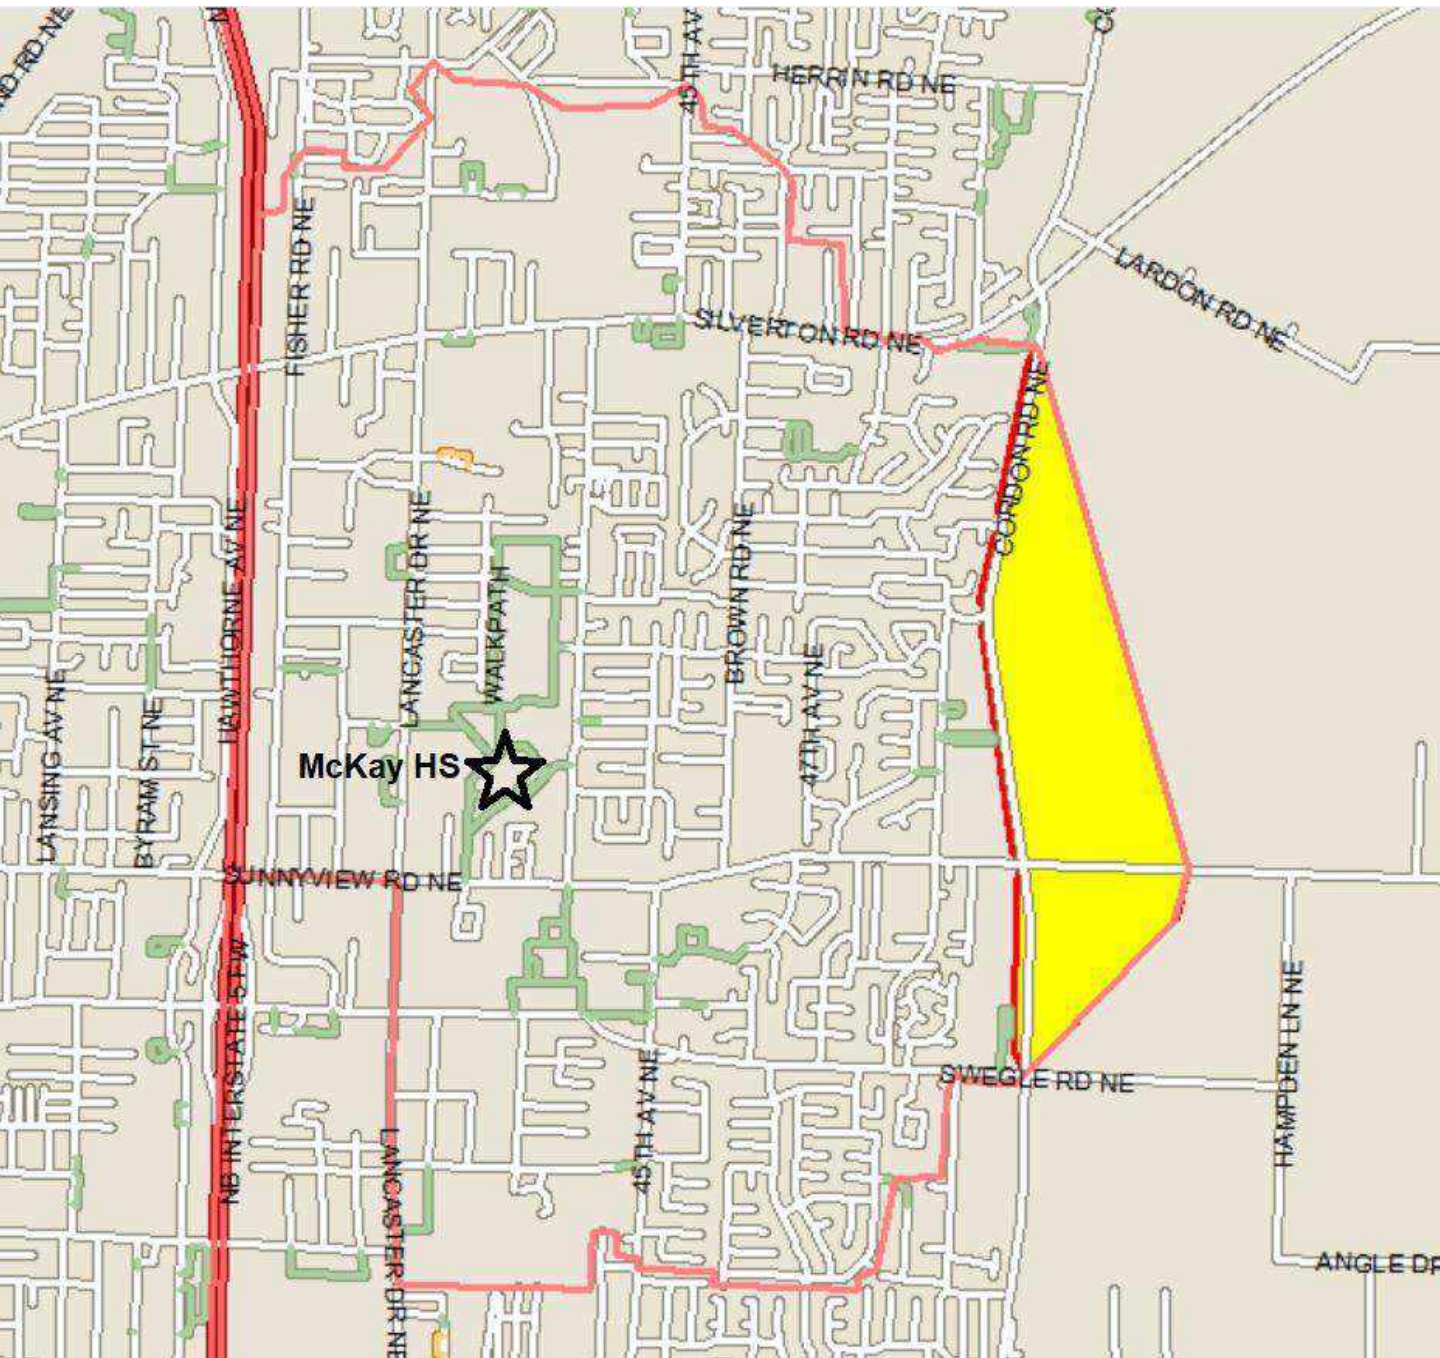 45TH AV
HERRIN RD NE
FISHER RD NE
LARDON RD NE
SILVERTON RD NE
CORDON RD NE
HAWTHORNE AV NE
LANCASTER DR NE
WALKPATH
BROWN RD NE
47TH AV NE
LANSING AV NE
BYRAM ST NE
McKay HS
SUNNYVIEW RD NE
NB INTERSTATE 5 FW
45TH AV NE
SWEGLE RD NE
HAMPDEN LN NE
LANCASTER DR NE
ANGLE DR